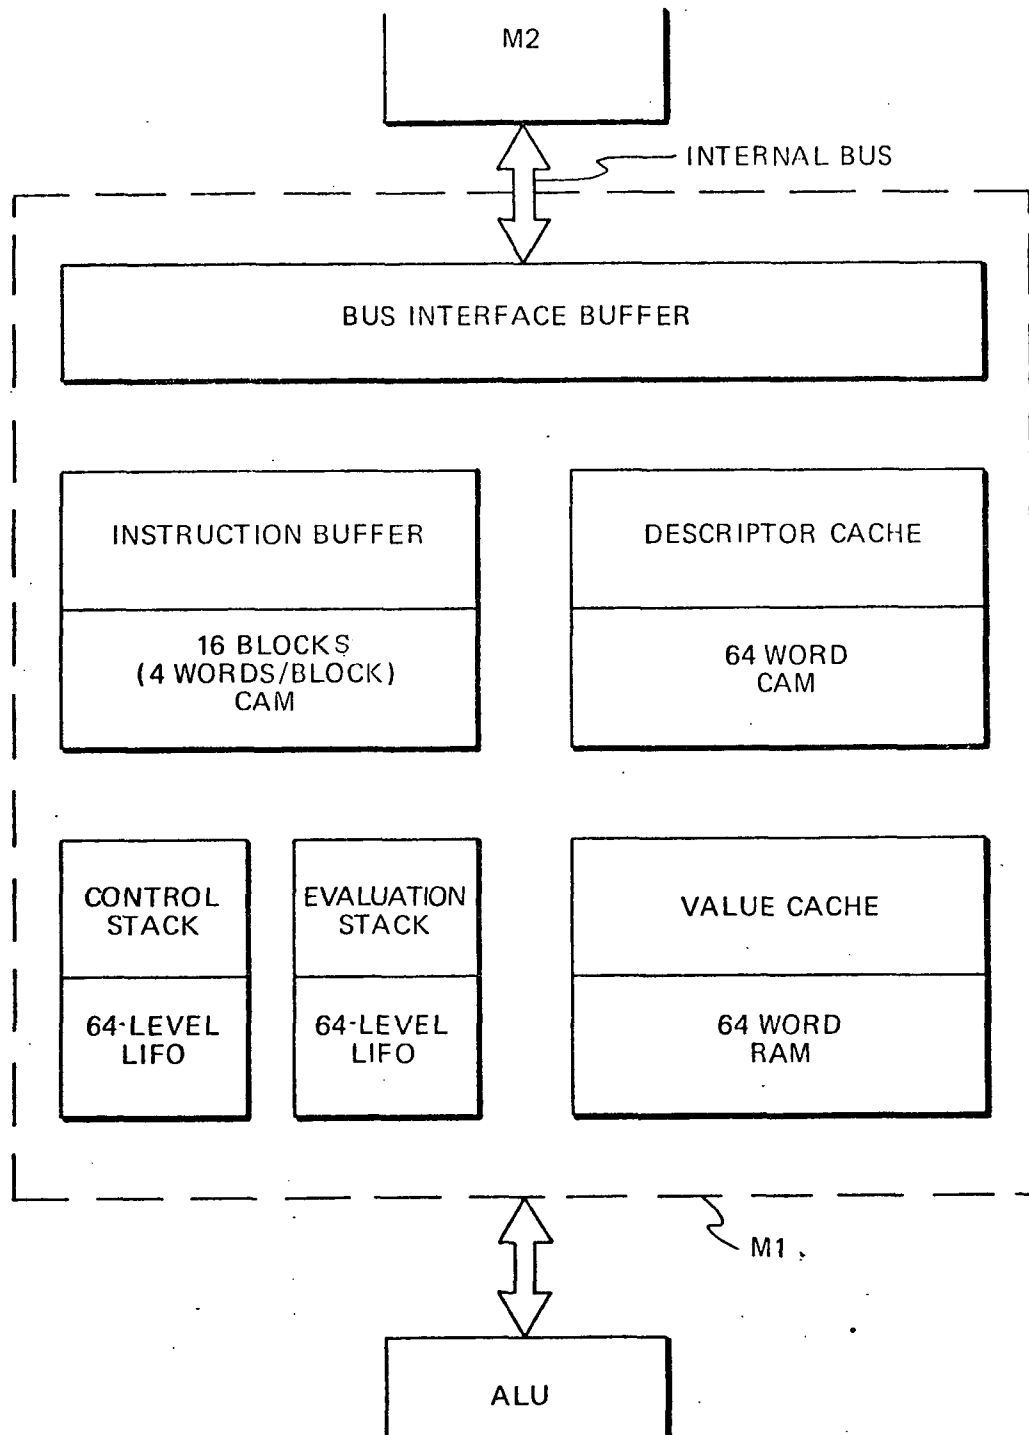 M2
INTERNAL BUS
BUS INTERFACE BUFFER
INSTRUCTION BUFFER
16 BLOCKS
(4 WORDS/BLOCK)
CAM
DESCRIPTOR CACHE
64 WORD
CAM
CONTROL
STACK
64-LEVEL
LIFO
EVALUATION
STACK
64-LEVEL
LIFO
VALUE CACHE
64 WORD
RAM
M1
ALU